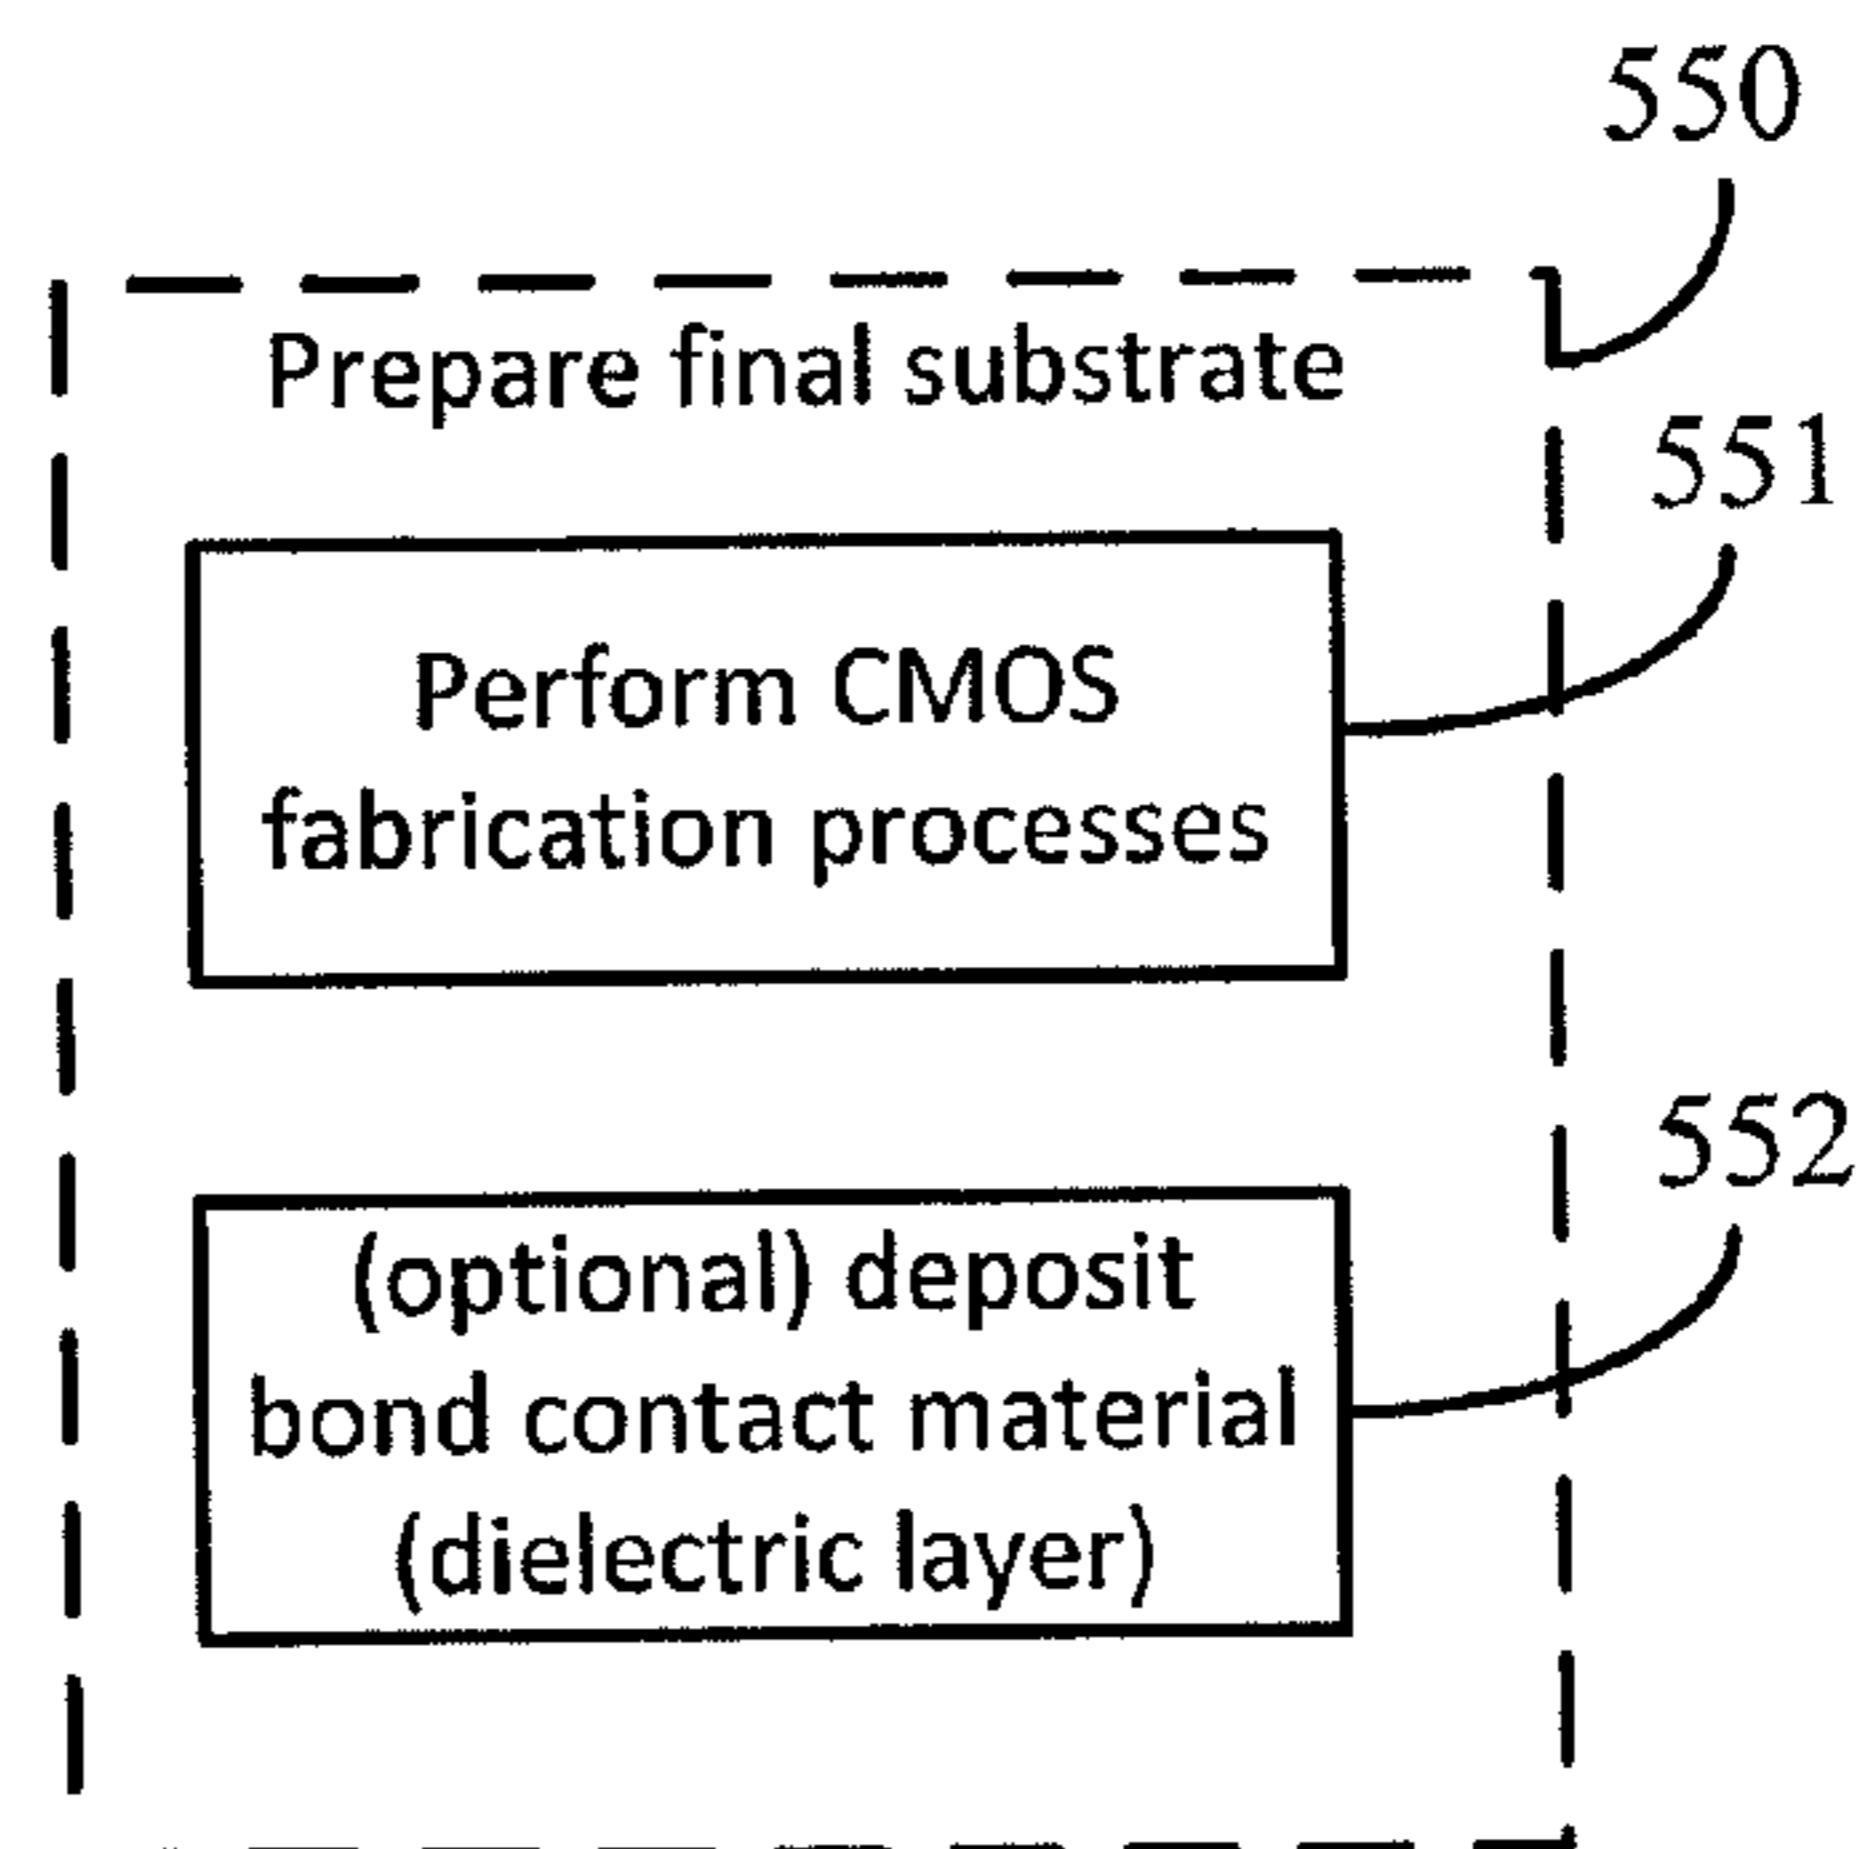 550
Prepare final substrate
551
Perform CMOS
fabrication processes
552
(optional) deposit
bond contact material
(dielectric layer)